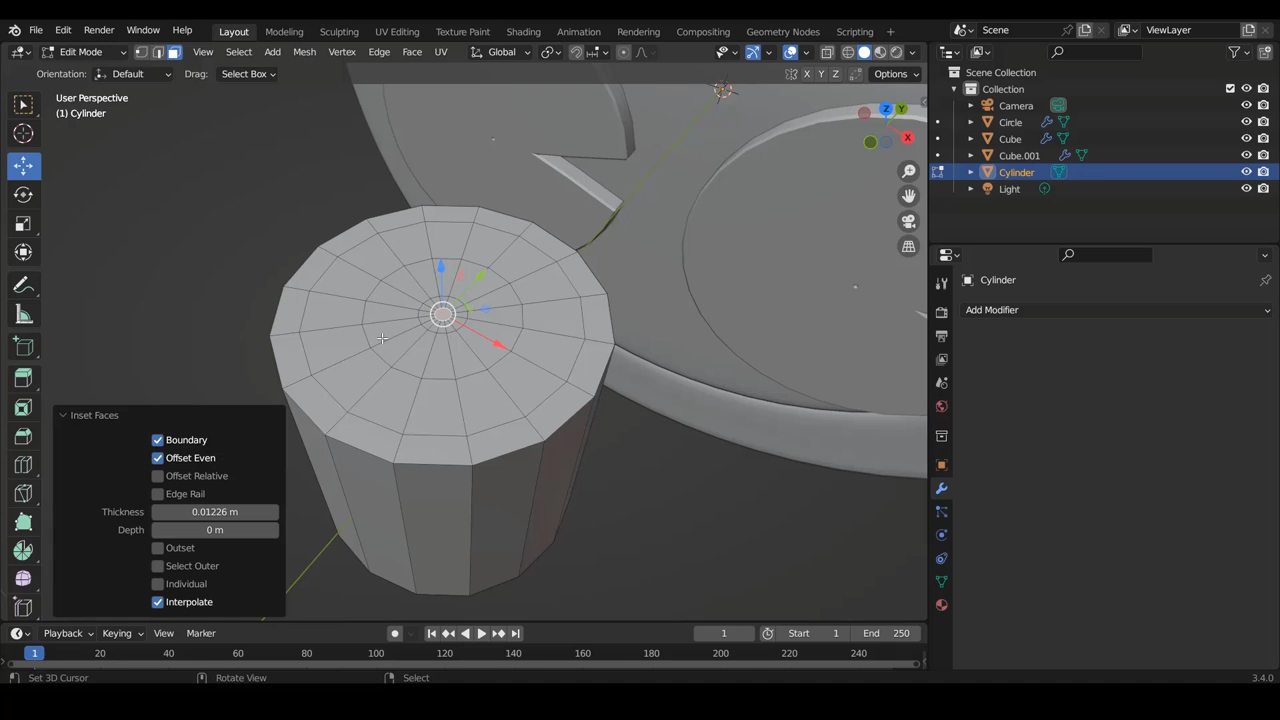 File Edit Render Window Help Layout Modeling Sculpting UV Editing Texture Paint Shading Animation Rendering Compositing Geometry Nodes Scripting Scene ViewLayer
Edit Mode View Select Add Mesh Vertex Edge Face UV Global
Orientation: Default Drag: Select Box X Y Z Options
User Perspective
(1) Cylinder
Z
Y
X
Scene Collection
Collection
Camera
Circle
Cube
Cube.001
Cylinder
Light
Cylinder
Add Modifier
Inset Faces
Boundary
Offset Even
Offset Relative
Edge Rail
Thickness 0.01226 m
Depth 0 m
Outset
Select Outer
Individual
Interpolate
Playback Keying View Marker 1 Start 1 End 250
1 20 40 60 80 100 120 140 160 180 200 220 240
Set 3D Cursor Rotate View Select 3.4.0